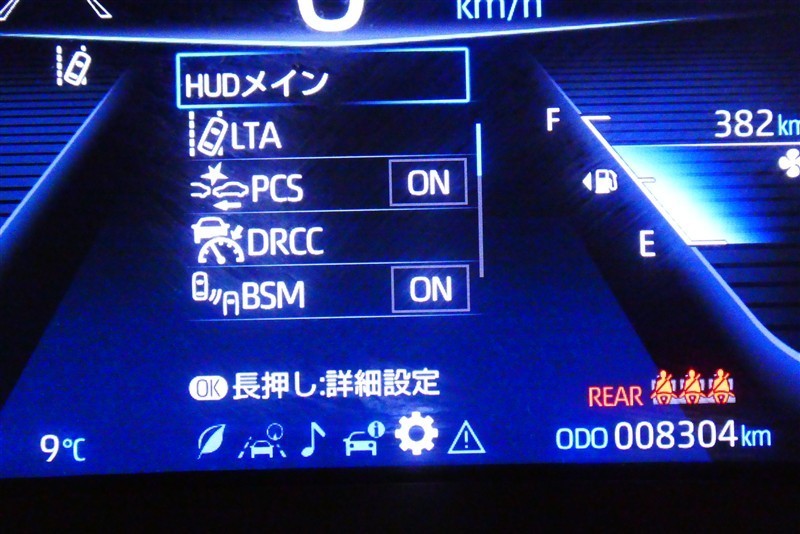 0
km/h
HUDメイン
LTA
F
382km
PCS ON
DRCC
E
BSM ON
OK 長押し:詳細設定
REAR
9℃
ODO 008304km